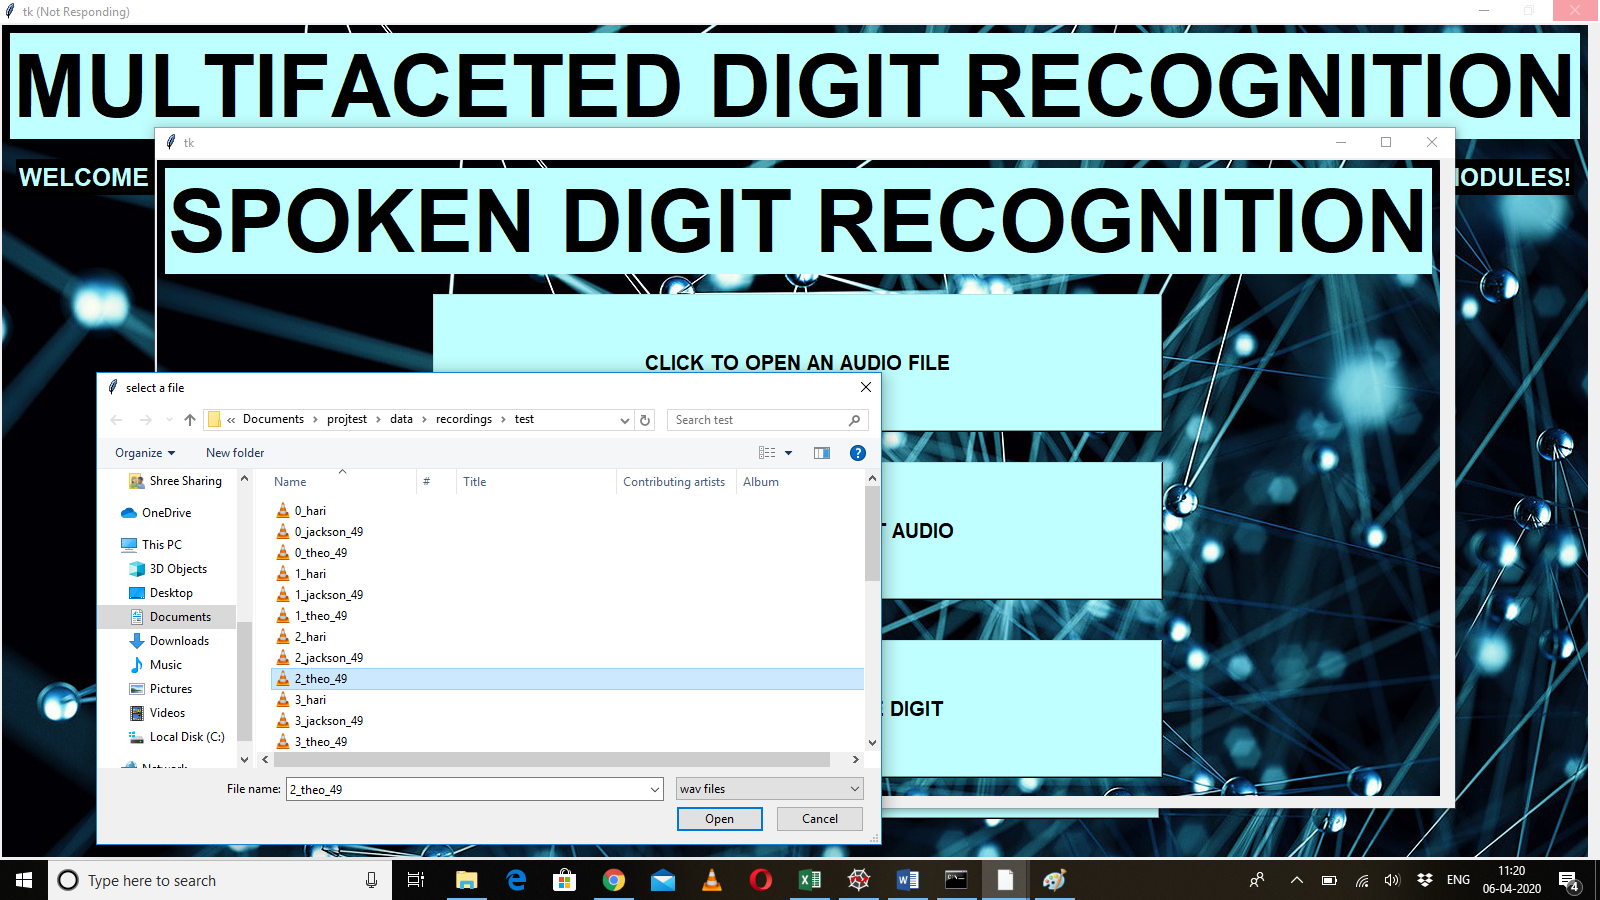 tk (Not Responding)
MULTIFACETED DIGIT RECOGNITION
tk
WELCOME
MODULES!
SPOKEN DIGIT RECOGNITION
CLICK TO OPEN AN AUDIO FILE
AUDIO
DIGIT
select a file
« Documents > projtest > data > recordings > test
Search test
Organize
New folder
Name
#
Title
Contributing artists
Album
Shree Sharing
OneDrive
This PC
3D Objects
Desktop
Documents
Downloads
Music
Pictures
Videos
Local Disk (C:)
Network
0_hari
0_jackson_49
0_theo_49
1_hari
1_jackson_49
1_theo_49
2_hari
2_jackson_49
2_theo_49
3_hari
3_jackson_49
3_theo_49
File name: 2_theo_49
wav files
Open
Cancel
Type here to search
ENG
11:20
06-04-2020
4